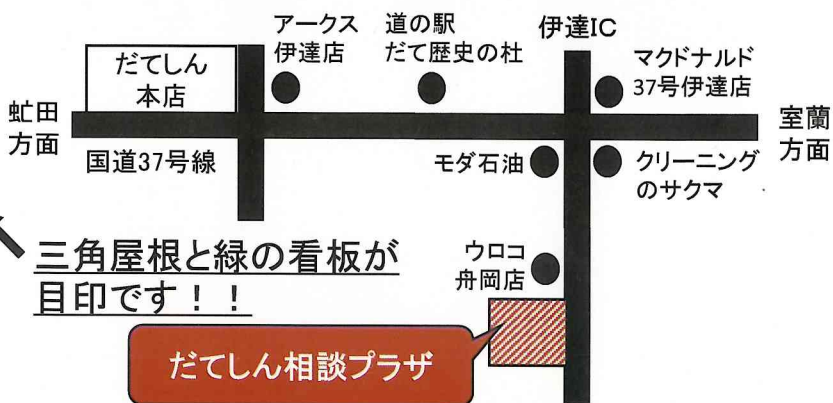 アークス
伊達店
道の駅
だて歴史の杜
伊達IC
マクドナルド
37号伊達店
だてしん
本店
虻田
方面
室蘭
方面
国道37号線
モダ石油
クリーニング
のサクマ
三角屋根と緑の看板が
目印です！！
ウロコ
舟岡店
だてしん相談プラザ